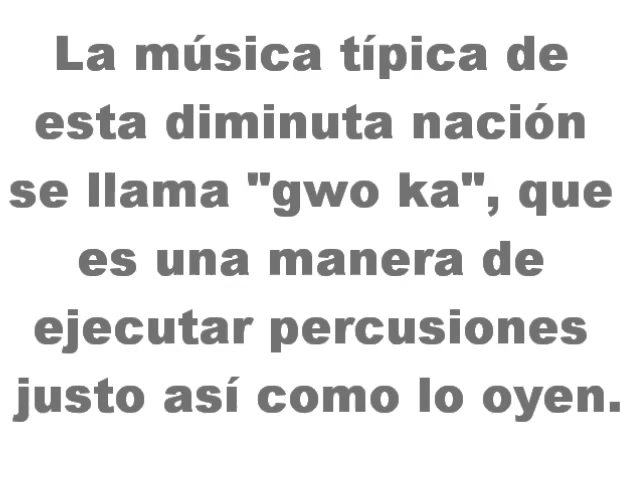 La música típica de
esta diminuta nación
se llama "gwo ka", que
es una manera de
ejecutar percusiones
justo así como lo oyen.